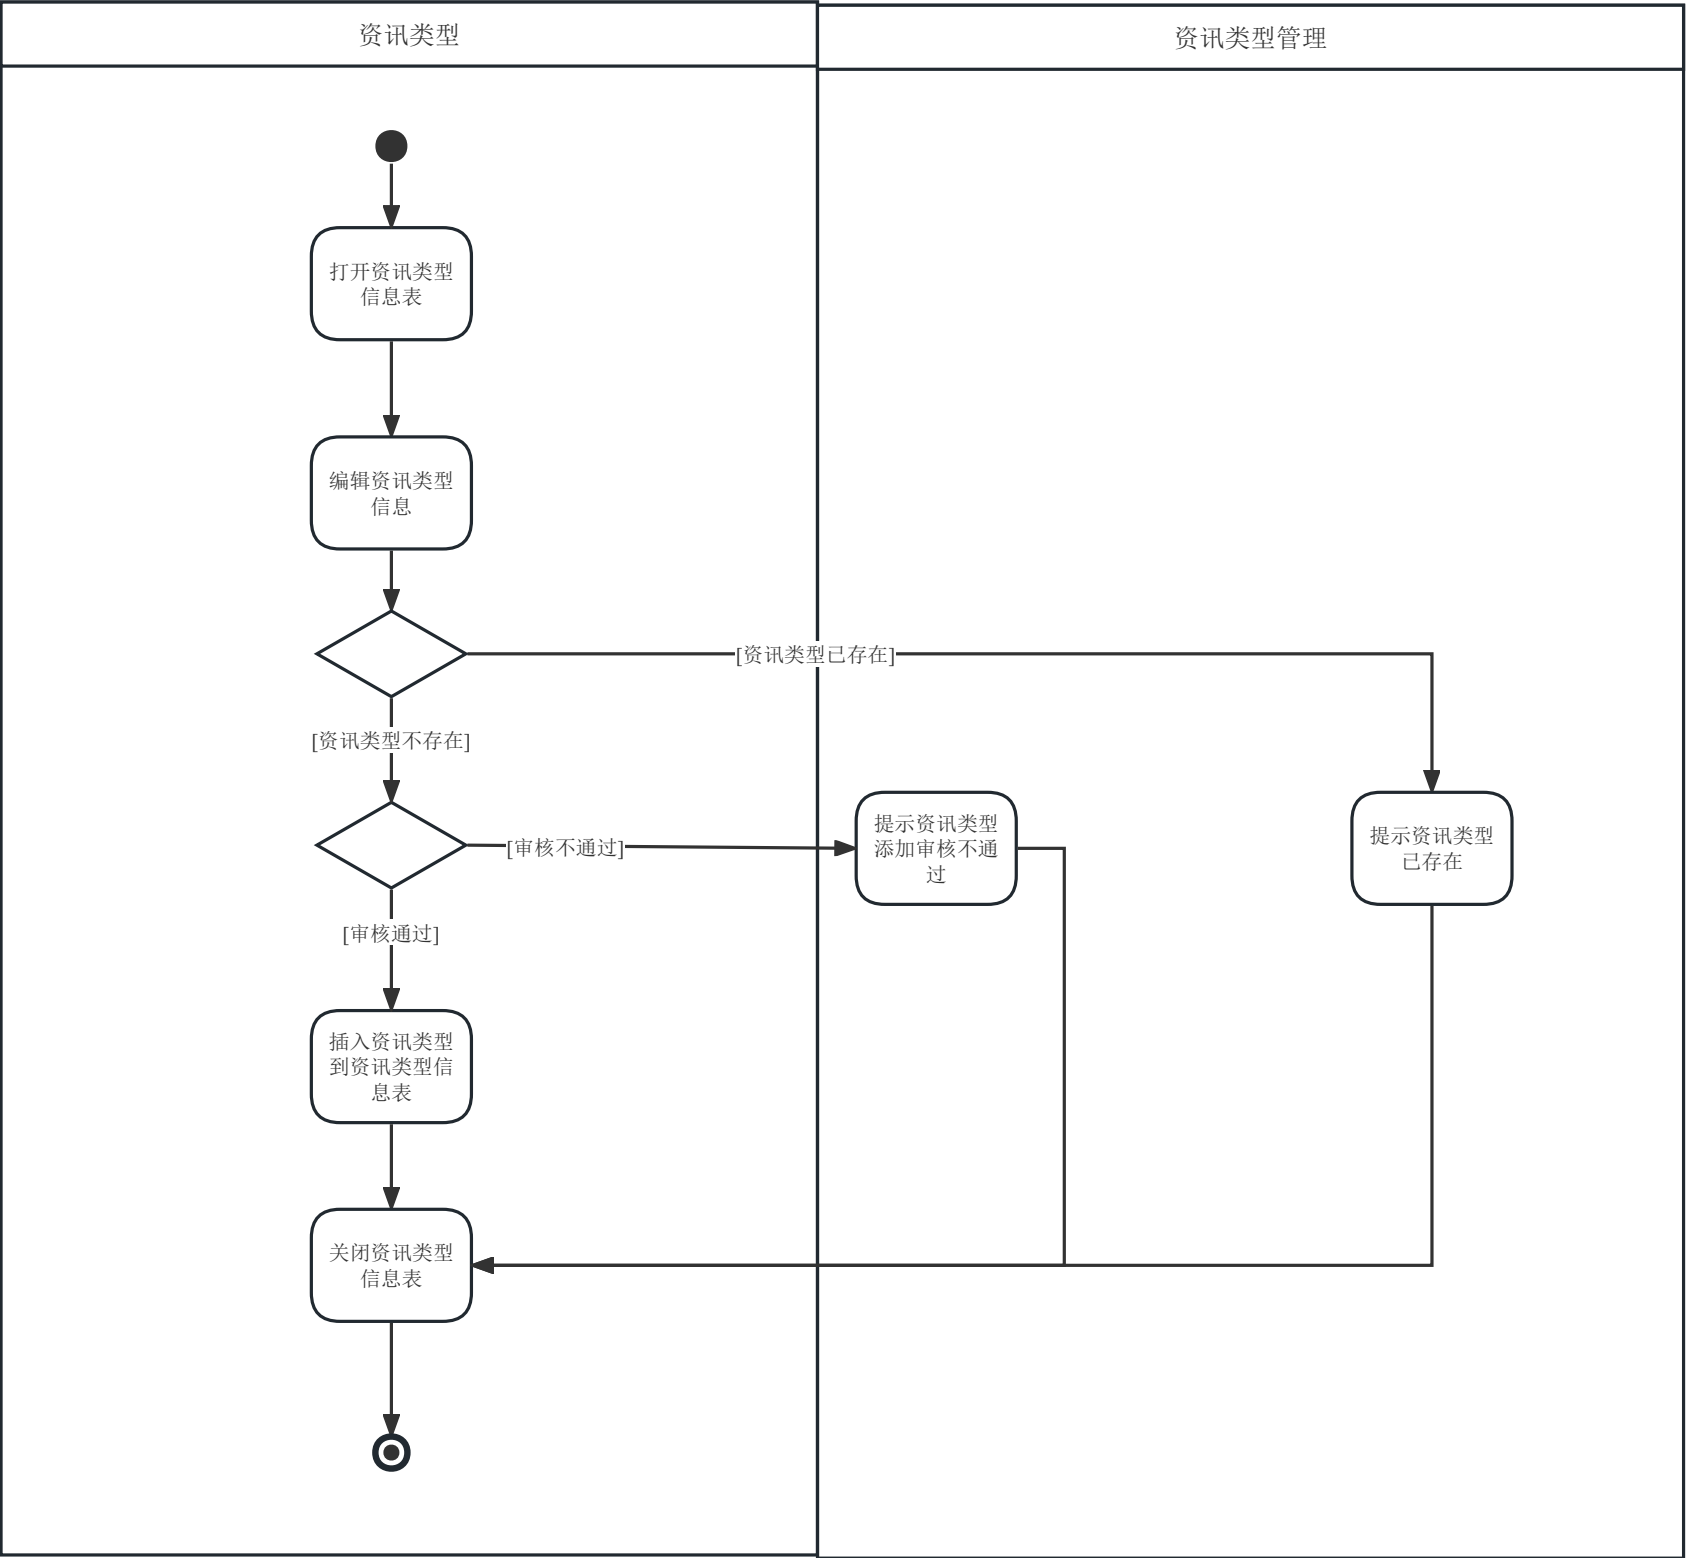 资讯类型
资讯类型管理
打开资讯类型
信息表
编辑资讯类型
信息
[资讯类型已存在]
[资讯类型不存在]
[审核不通过]
提示资讯类型
添加审核不通
过
提示资讯类型
已存在
[审核通过]
插入资讯类型
到资讯类型信
息表
关闭资讯类型
信息表